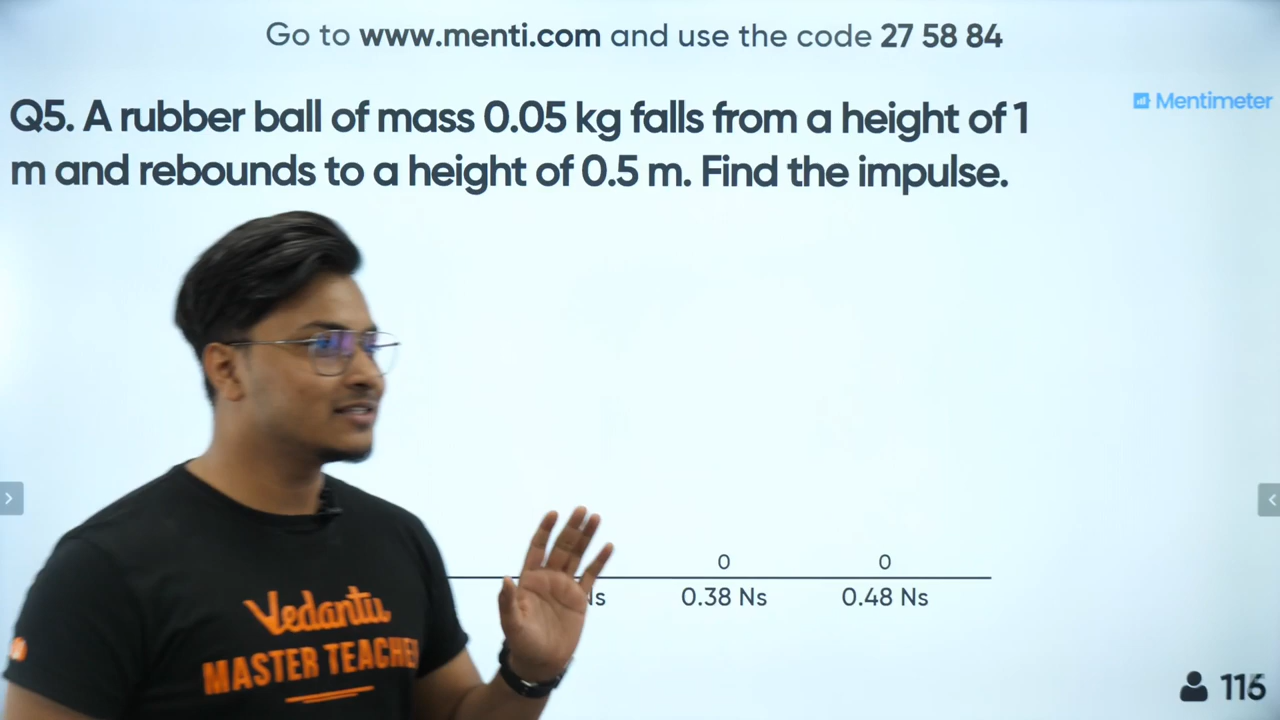 Go to www.menti.com and use the code 27 58 84
Mentimeter
Q5. A rubber ball of mass 0.05 kg falls from a height of 1
m and rebounds to a height of 0.5 m. Find the impulse.
0
0
Ns
0.38 Ns
0.48 Ns
Vedantu
MASTER TEACHE